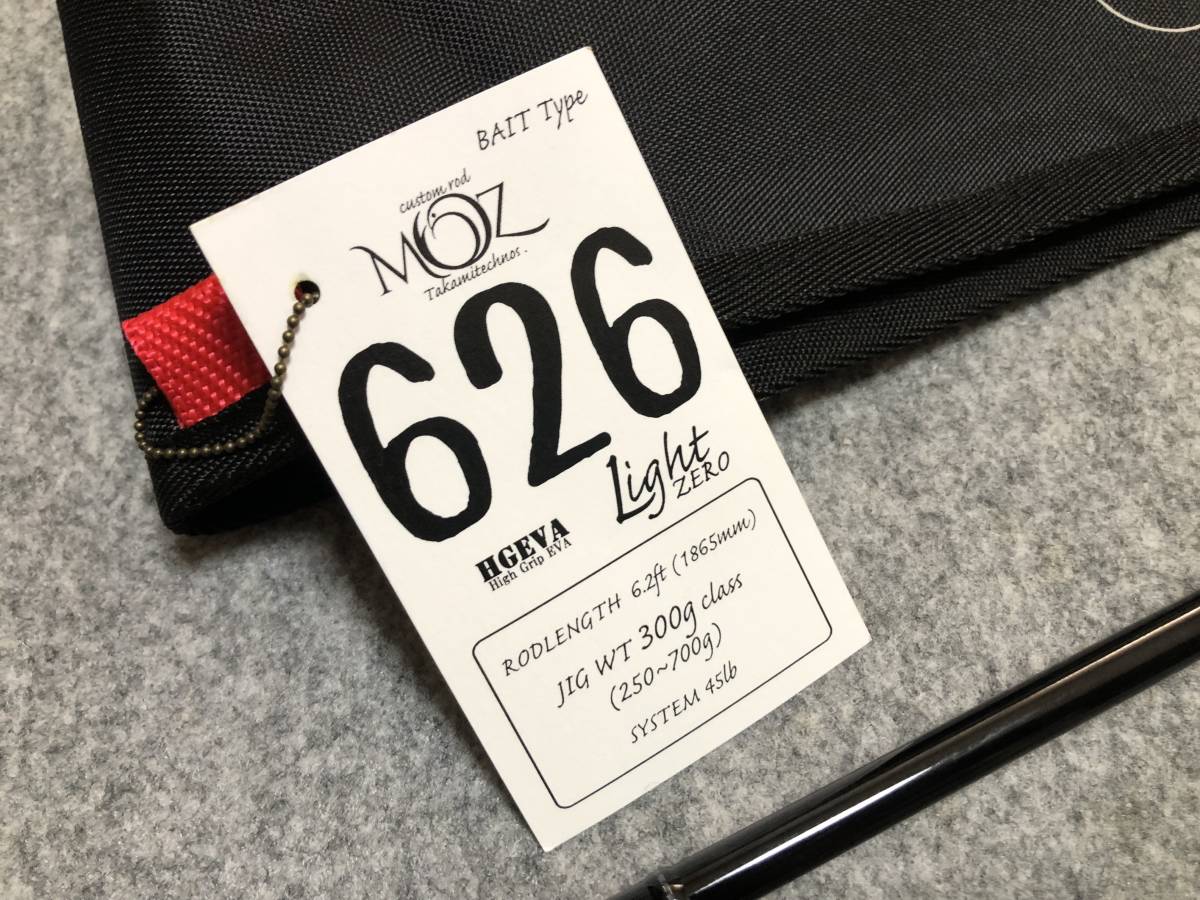 BAIT Type
custom rod
MOZ
Takamitechnos.
626
Light
ZERO
HGEVA
High Grip EVA
RODLENGTH 6.2ft (1865mm)
JIG WT 300g class
(250~700g)
SYSTEM 45lb